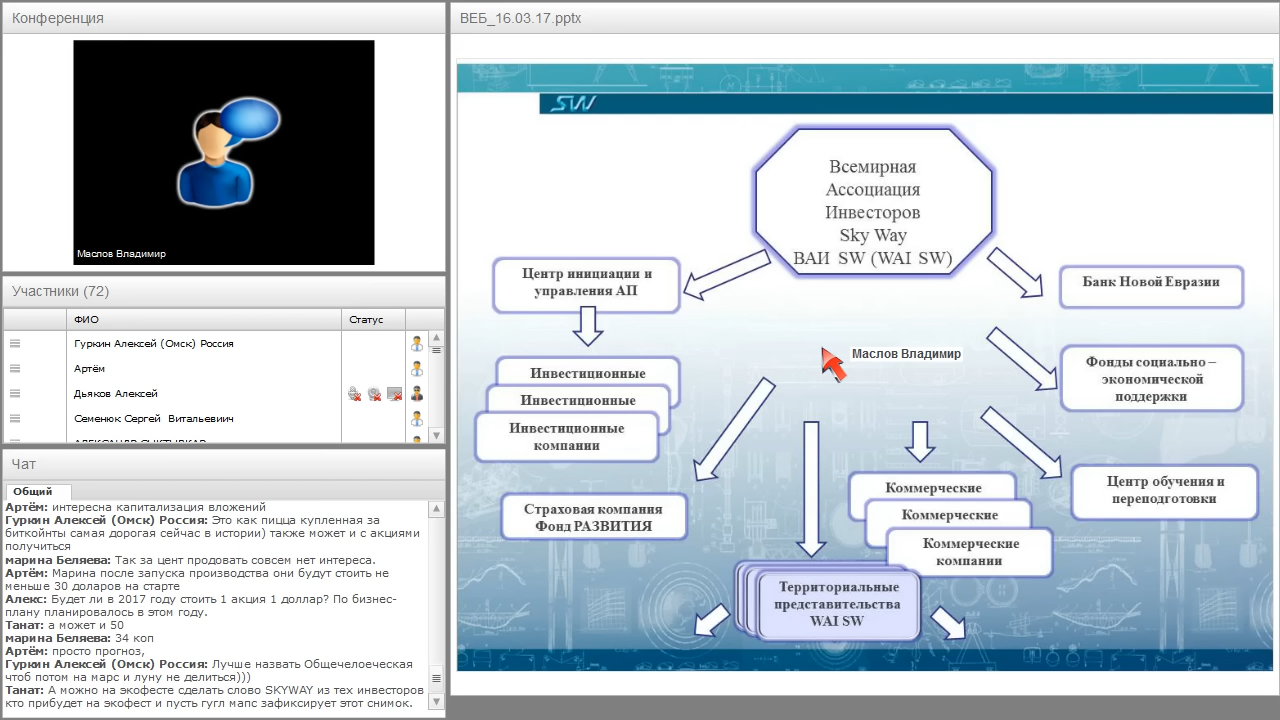 Конференция
Маслов Владимир
Участники (72)
ФИО
Статус
Гуркин Алексей (Омск) Россия
Артём
Дьяков Алексей
Семенюк Сергей Витальевич
Чат
Общий
Артём: интересна капитализация вложений
Гуркин Алексей (Омск) Россия: Это как пицца купленная за
биткойнты самая дорогая сейчас в истории) также может и с акциями
получиться
марина Беляева: Так за цент продовать совсем нет интереса.
Артём: Марина после запуска производства они будут стоить не
меньше 30 доларов на старте
Алекс: Будет ли в 2017 году стоить 1 акция 1 доллар? По бизнес-
плану планировалось в этом году.
Танат: а может и 50
марина Беляева: 34 коп
Артём: просто прогноз,
Гуркин Алексей (Омск) Россия: Лучше назвать Общечелоеческая
чтоб потом на марс и луну не делиться)))
Танат: А можно на экофесте сделать слово SKYWAY из тех инвесторов
кто прибудет на экофест и пусть гугл мапс зафиксирует этот снимок.
ВЕБ_16.03.17.pptx
SW
Всемирная
Ассоциация
Инвесторов
Sky Way
ВАИ SW (WAI SW)
Центр инициации и
управления АП
Банк Новой Евразии
Инвестиционные
Инвестиционные
Инвестиционные
компании
Маслов Владимир
Фонды социально –
экономической
поддержки
Страховая компания
Фонд РАЗВИТИЯ
Коммерческие
Коммерческие
Коммерческие
компании
Центр обучения и
переподготовки
Территориальные
представительства
WAI SW